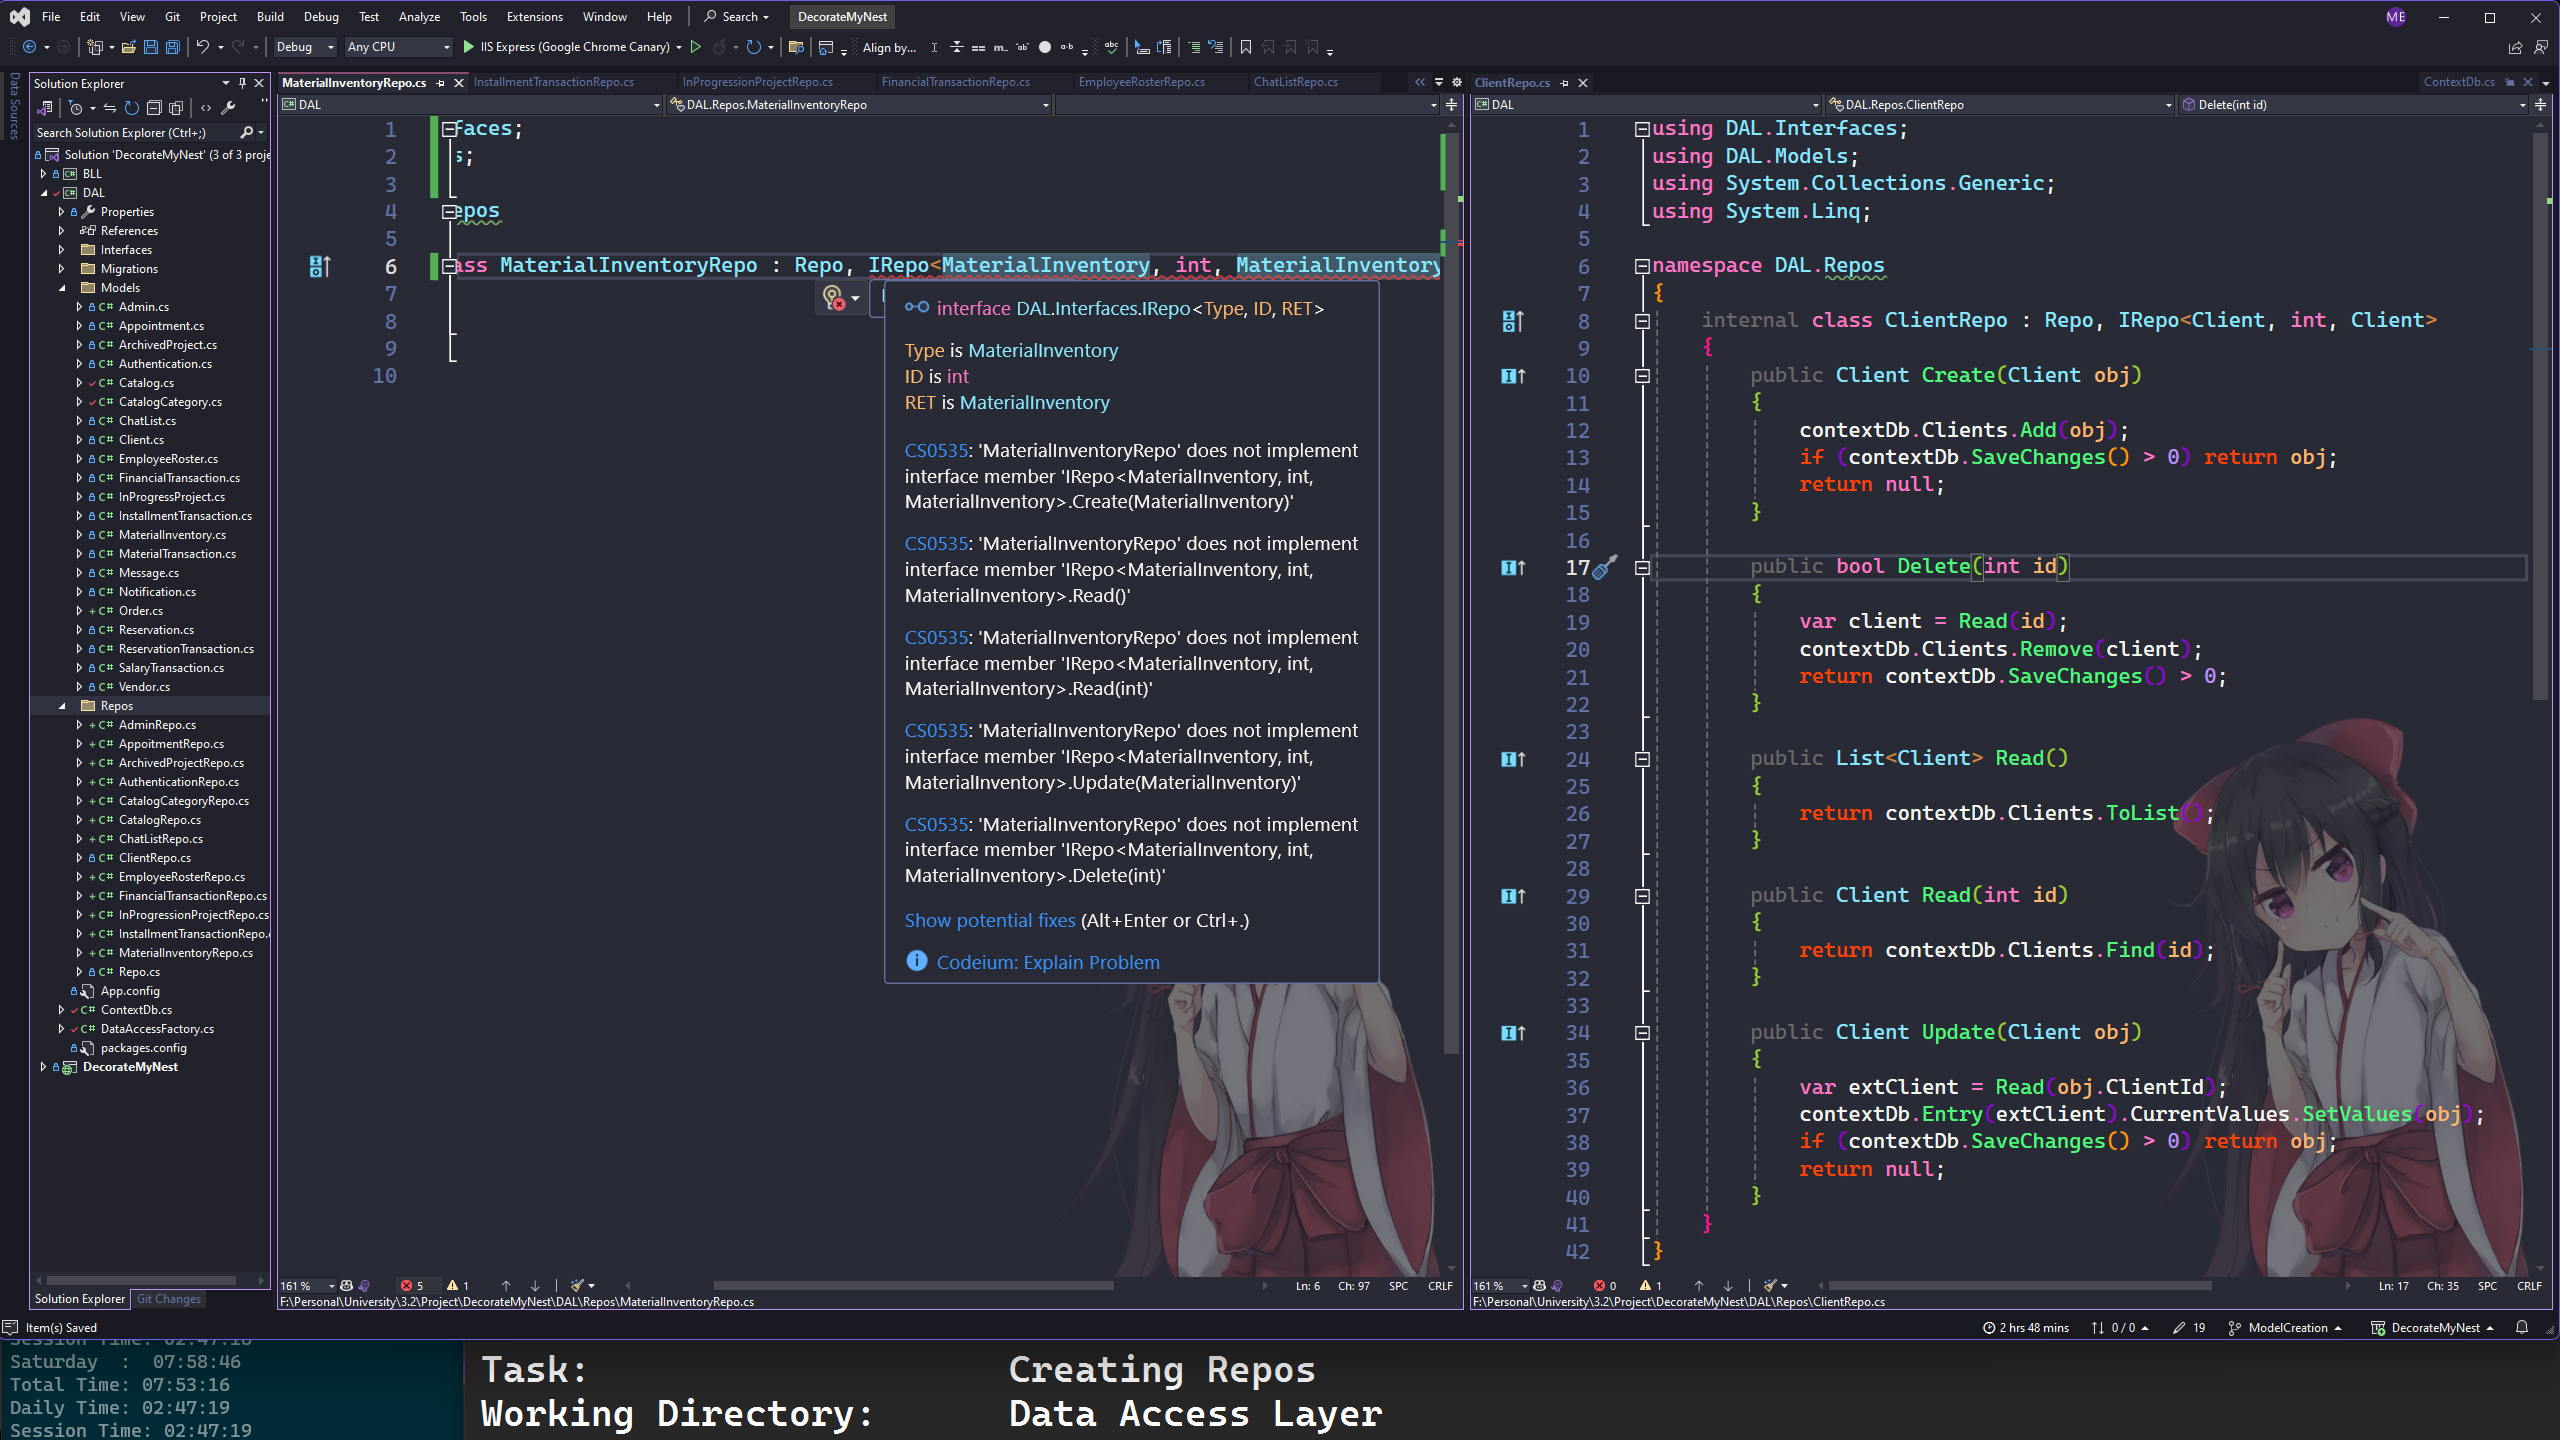 File Edit View Git Project Build Debug Test Analyze Tools Extensions Window Help Search DecorateMyNest ME
Debug Any CPU IIS Express (Google Chrome Canary) Align by...
Data Sources
Solution Explorer
Search Solution Explorer (Ctrl+;)
Solution 'DecorateMyNest' (3 of 3 proje
BLL
DAL
Properties
References
Interfaces
Migrations
Models
Admin.cs
Appointment.cs
ArchivedProject.cs
Authentication.cs
Catalog.cs
CatalogCategory.cs
ChatList.cs
Client.cs
EmployeeRoster.cs
FinancialTransaction.cs
InProgressProject.cs
InstallmentTransaction.cs
MaterialInventory.cs
MaterialTransaction.cs
Message.cs
Notification.cs
Order.cs
Reservation.cs
ReservationTransaction.cs
SalaryTransaction.cs
Vendor.cs
Repos
AdminRepo.cs
AppoitmentRepo.cs
ArchivedProjectRepo.cs
AuthenticationRepo.cs
CatalogCategoryRepo.cs
CatalogRepo.cs
ChatListRepo.cs
ClientRepo.cs
EmployeeRosterRepo.cs
FinancialTransactionRepo.cs
InProgressionProjectRepo.cs
InstallmentTransactionRepo.
MaterialInventoryRepo.cs
Repo.cs
App.config
ContextDb.cs
DataAccessFactory.cs
packages.config
DecorateMyNest
Solution Explorer Git Changes
MaterialInventoryRepo.cs InstallmentTransactionRepo.cs InProgressionProjectRepo.cs FinancialTransactionRepo.cs EmployeeRosterRepo.cs ChatListRepo.cs
DAL DAL.Repos.MaterialInventoryRepo
1 faces;
2 s;
3
4 epos
5
6 ass MaterialInventoryRepo : Repo, IRepo<MaterialInventory, int, MaterialInventory
7
8
9
10
interface DAL.Interfaces.IRepo<Type, ID, RET>
Type is MaterialInventory
ID is int
RET is MaterialInventory
CS0535: 'MaterialInventoryRepo' does not implement
interface member 'IRepo<MaterialInventory, int,
MaterialInventory>.Create(MaterialInventory)'
CS0535: 'MaterialInventoryRepo' does not implement
interface member 'IRepo<MaterialInventory, int,
MaterialInventory>.Read()'
CS0535: 'MaterialInventoryRepo' does not implement
interface member 'IRepo<MaterialInventory, int,
MaterialInventory>.Read(int)'
CS0535: 'MaterialInventoryRepo' does not implement
interface member 'IRepo<MaterialInventory, int,
MaterialInventory>.Update(MaterialInventory)'
CS0535: 'MaterialInventoryRepo' does not implement
interface member 'IRepo<MaterialInventory, int,
MaterialInventory>.Delete(int)'
Show potential fixes (Alt+Enter or Ctrl+.)
Codeium: Explain Problem
161 % 5 1 Ln: 6 Ch: 97 SPC CRLF
F:\Personal\University\3.2\Project\DecorateMyNest\DAL\Repos\MaterialInventoryRepo.cs
ClientRepo.cs ContextDb.cs
DAL DAL.Repos.ClientRepo Delete(int id)
1 using DAL.Interfaces;
2 using DAL.Models;
3 using System.Collections.Generic;
4 using System.Linq;
5
6 namespace DAL.Repos
7 {
8 internal class ClientRepo : Repo, IRepo<Client, int, Client>
9 {
10 public Client Create(Client obj)
11 {
12 contextDb.Clients.Add(obj);
13 if (contextDb.SaveChanges() > 0) return obj;
14 return null;
15 }
16
17 public bool Delete(int id)
18 {
19 var client = Read(id);
20 contextDb.Clients.Remove(client);
21 return contextDb.SaveChanges() > 0;
22 }
23
24 public List<Client> Read()
25 {
26 return contextDb.Clients.ToList();
27 }
28
29 public Client Read(int id)
30 {
31 return contextDb.Clients.Find(id);
32 }
33
34 public Client Update(Client obj)
35 {
36 var extClient = Read(obj.ClientId);
37 contextDb.Entry(extClient).CurrentValues.SetValues(obj);
38 if (contextDb.SaveChanges() > 0) return obj;
39 return null;
40 }
41 }
42 }
161 % 0 1 Ln: 17 Ch: 35 SPC CRLF
F:\Personal\University\3.2\Project\DecorateMyNest\DAL\Repos\ClientRepo.cs
Item(s) Saved 2 hrs 48 mins 0 / 0 19 ModelCreation DecorateMyNest
Session Time: 02:47:18
Saturday : 07:58:46
Total Time: 07:53:16
Daily Time: 02:47:19
Session Time: 02:47:19
Task: Creating Repos
Working Directory: Data Access Layer